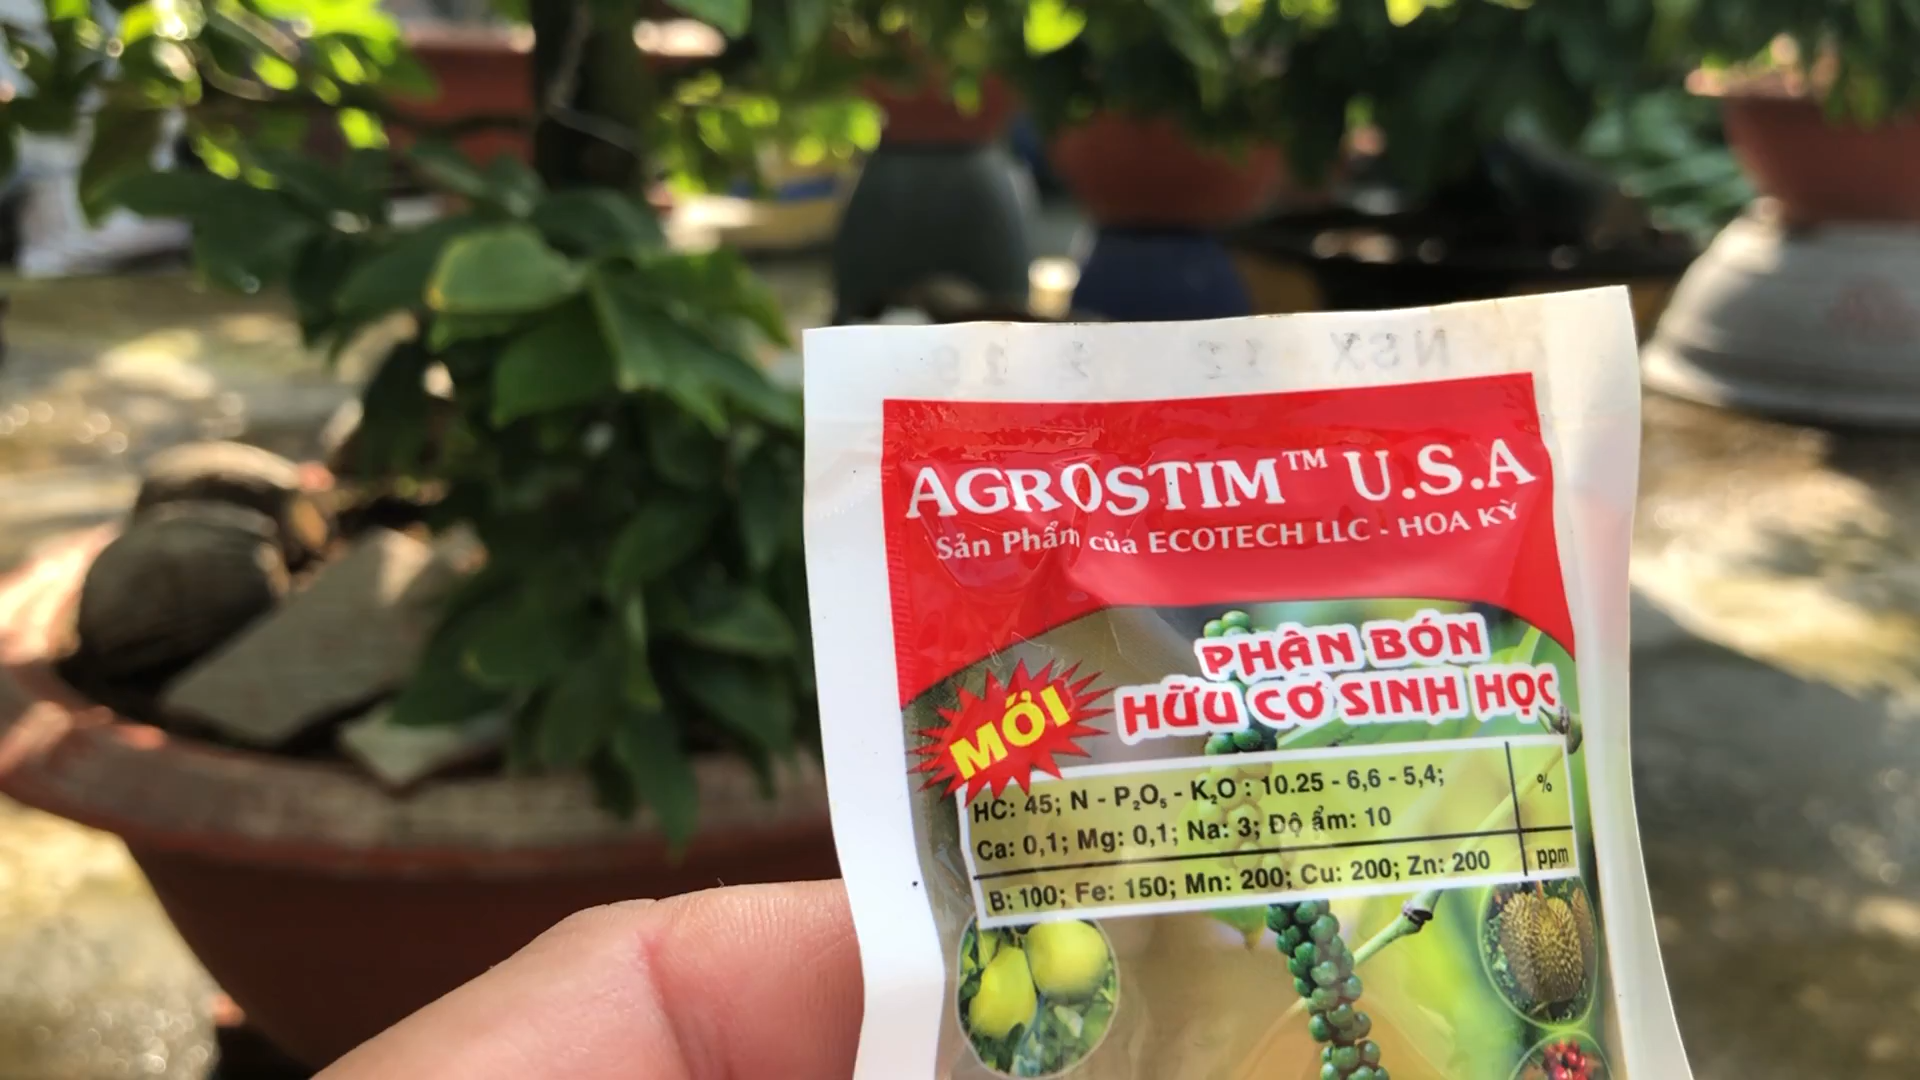 AGROSTIM™ U.S.A
Sản Phẩm của ECOTECH LLC - HOA KỲ
PHÂN BÓN
HỮU CƠ SINH HỌC
MỚI
HC: 45; N - P₂O₅ - K₂O : 10.25 - 6,6 - 5,4;
%
Ca: 0,1; Mg: 0,1; Na: 3; Độ ẩm: 10
B: 100; Fe: 150; Mn: 200; Cu: 200; Zn: 200
ppm